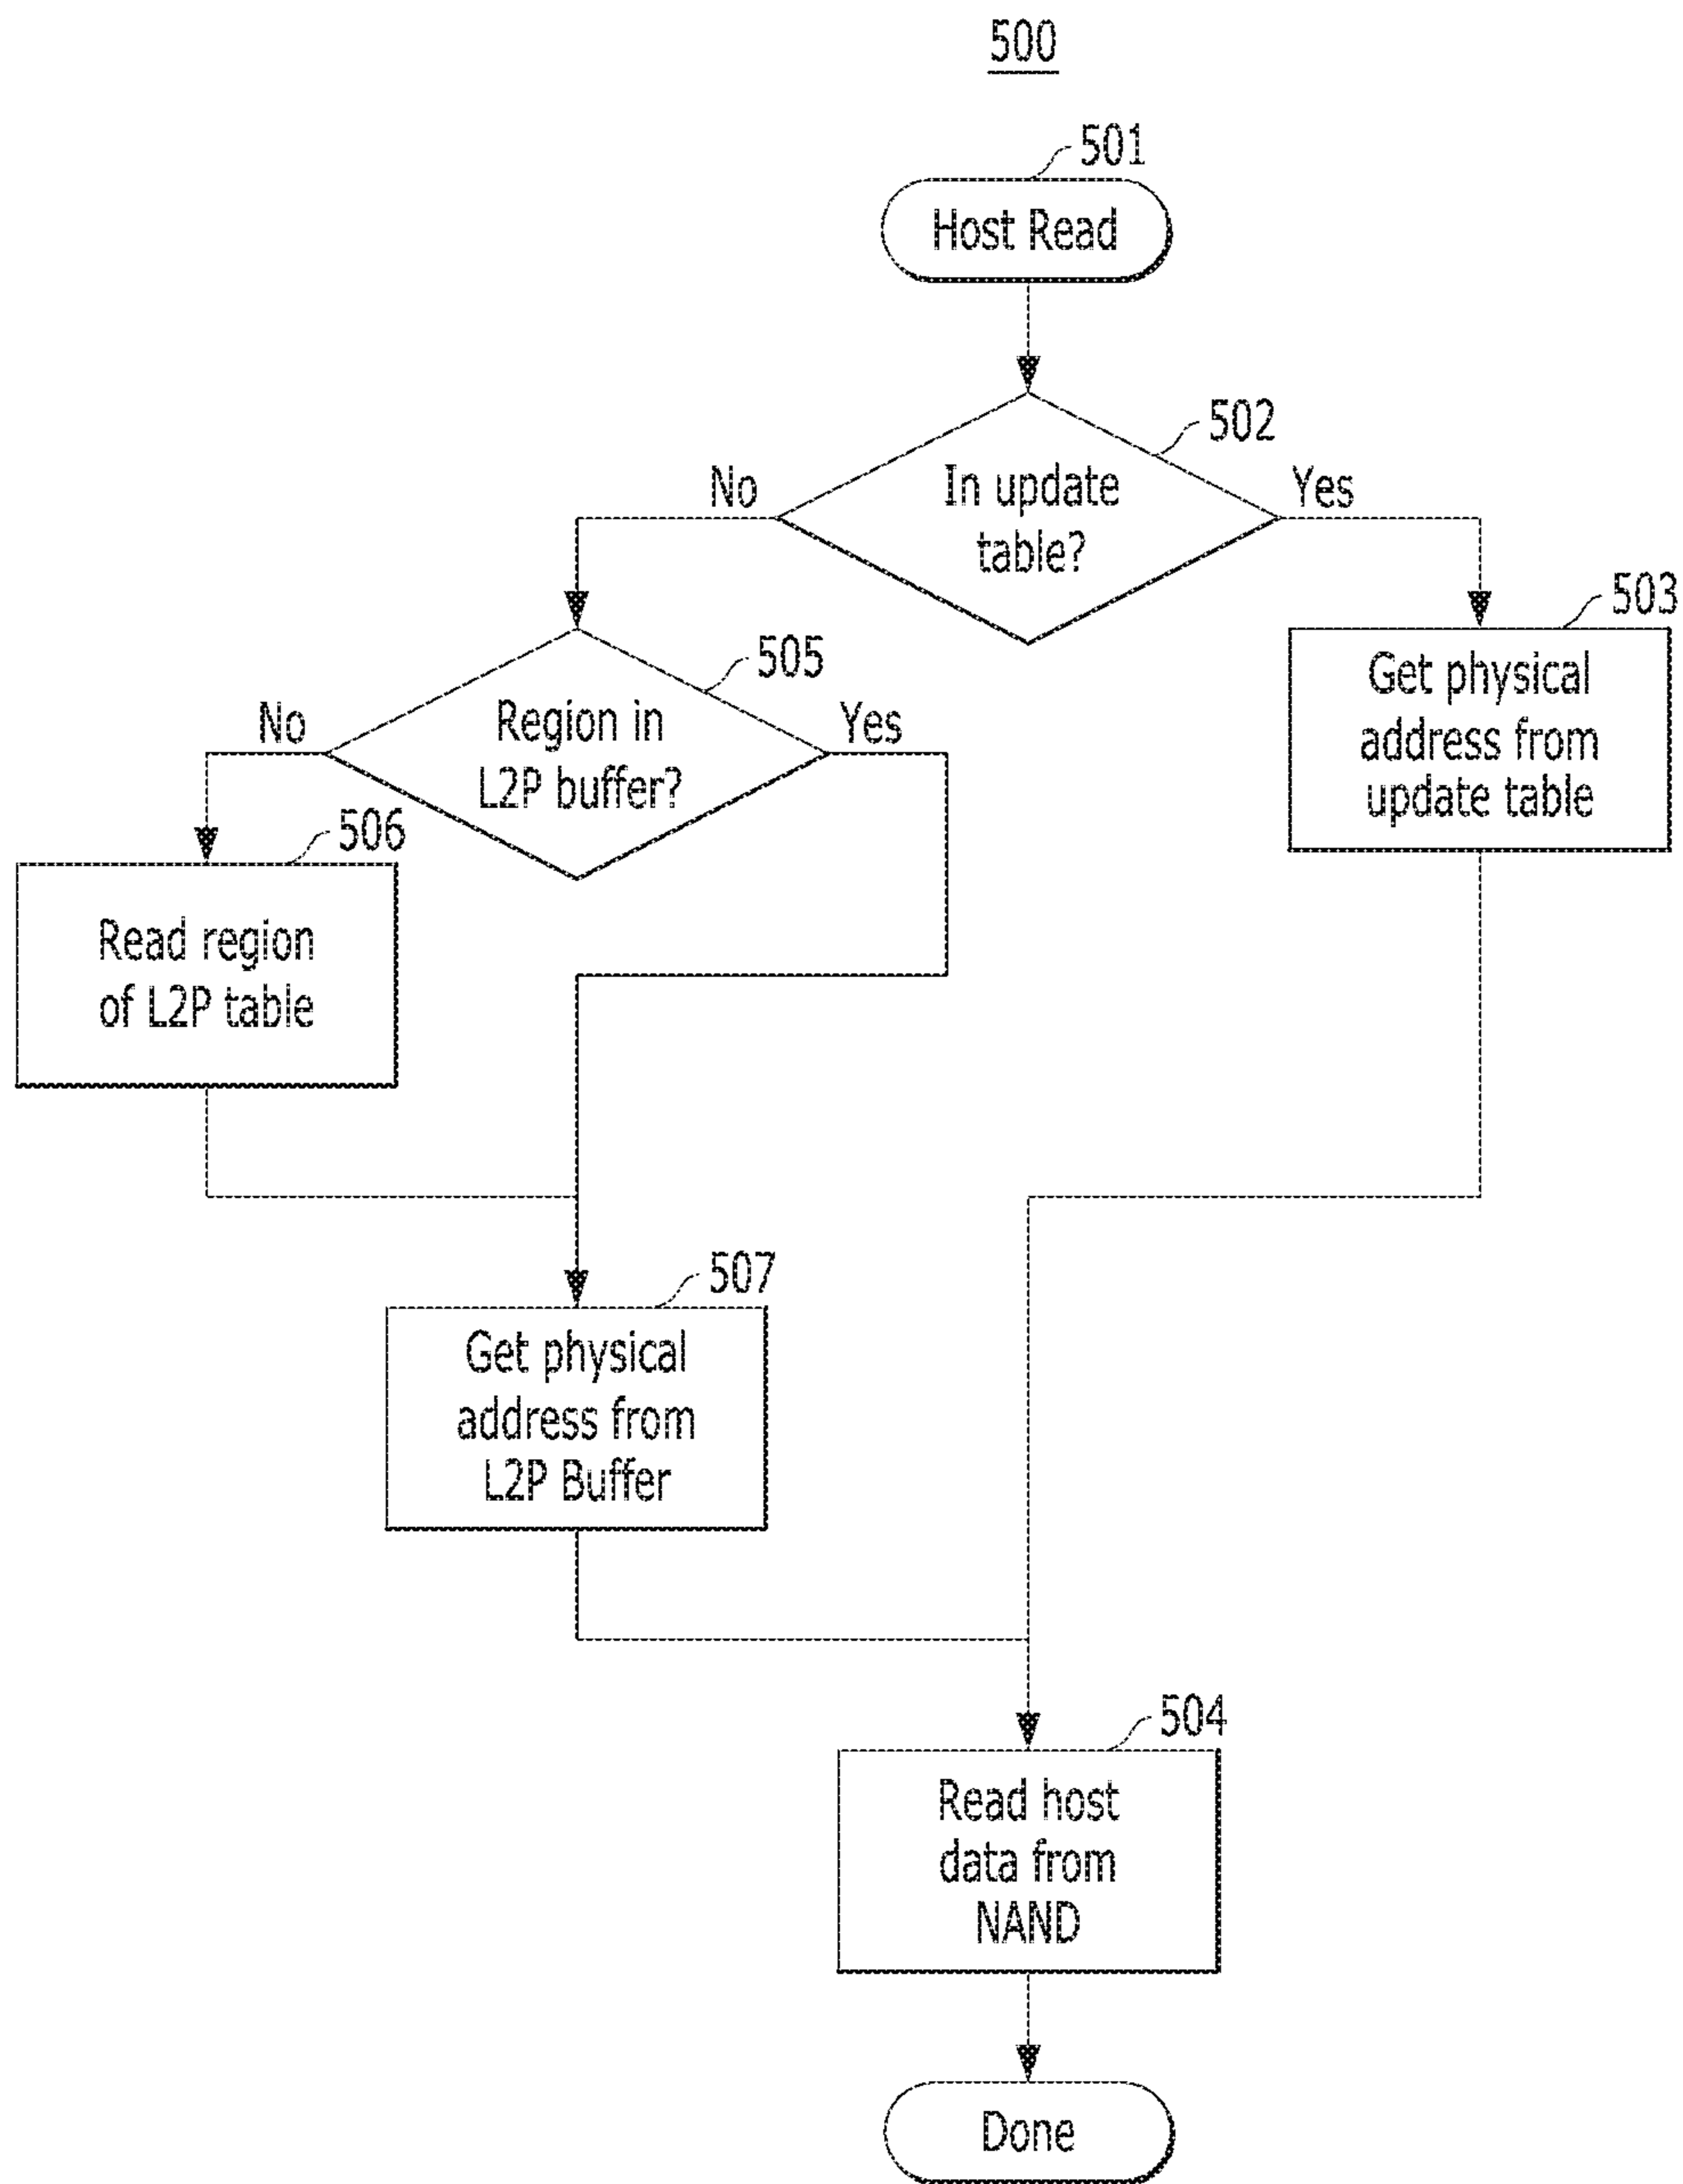 500
501
Host Read
502
No
In update
table?
Yes
503
Get physical
address from
update table
505
No
Region in
L2P buffer?
Yes
506
Read region
of L2P table
507
Get physical
address from
L2P Buffer
504
Read host
data from
NAND
Done